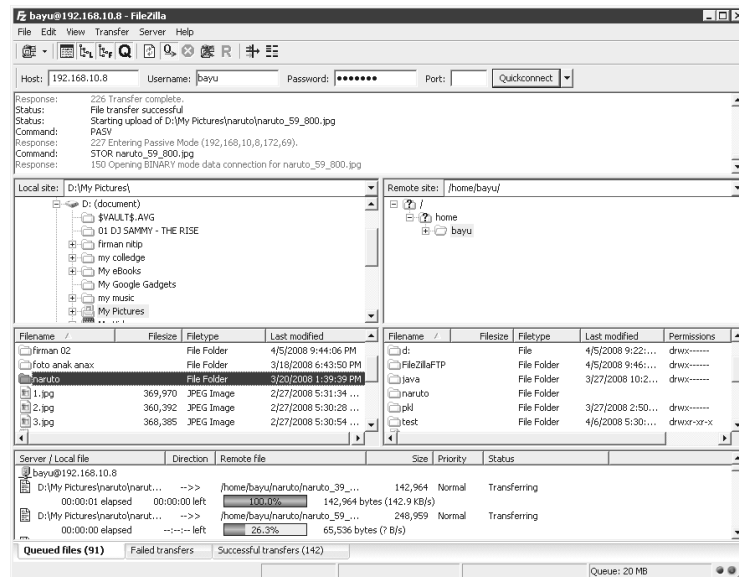 bayu@192.168.10.8 - FileZilla
File Edit View Transfer Server Help
Host: 192.168.10.8 Username: bayu Password: ●●●●●●● Port: Quickconnect
Response: 226 Transfer complete.
Status: File transfer successful
Status: Starting upload of D:\My Pictures\naruto\naruto_59_800.jpg
Command: PASV
Response: 227 Entering Passive Mode (192,168,10,8,172,69).
Command: STOR naruto_59_800.jpg
Response: 150 Opening BINARY mode data connection for naruto_59_800.jpg
Local site: D:\My Pictures\
D: (document)
$VAULT$.AVG
01 DJ SAMMY - THE RISE
firman nitip
my colledge
My eBooks
My Google Gadgets
my music
My Pictures
Remote site: /home/bayu/
/
home
bayu
Filename Filesize Filetype Last modified
firman 02 File Folder 4/5/2008 9:44:06 PM
foto anak anax File Folder 3/18/2008 6:43:50 PM
naruto File Folder 3/20/2008 1:39:39 PM
1.jpg 369,970 JPEG Image 2/27/2008 5:31:34 ...
2.jpg 360,392 JPEG Image 2/27/2008 5:30:28 ...
3.jpg 368,385 JPEG Image 2/27/2008 5:30:54 ...
Filename Filesize Filetype Last modified Permissions
d: File 4/5/2008 9:22:... drwx------
FileZillaFTP File Folder 4/5/2008 9:46:... drwx------
java File Folder 3/27/2008 10:2... drwx------
naruto File Folder
pkl File Folder 3/27/2008 2:50... drwx------
test File Folder 4/6/2008 5:30:... drwxr-xr-x
Server / Local file Direction Remote file Size Priority Status
bayu@192.168.10.8
D:\My Pictures\naruto\narut... -->> /home/bayu/naruto/naruto_39_... 142,964 Normal Transferring
00:00:01 elapsed 00:00:00 left 100.0% 142,964 bytes (142.9 KB/s)
D:\My Pictures\naruto\narut... -->> /home/bayu/naruto/naruto_59_... 248,959 Normal Transferring
00:00:00 elapsed --:--:-- left 26.3% 65,536 bytes (? B/s)
Queued files (91) Failed transfers Successful transfers (142)
Queue: 20 MB